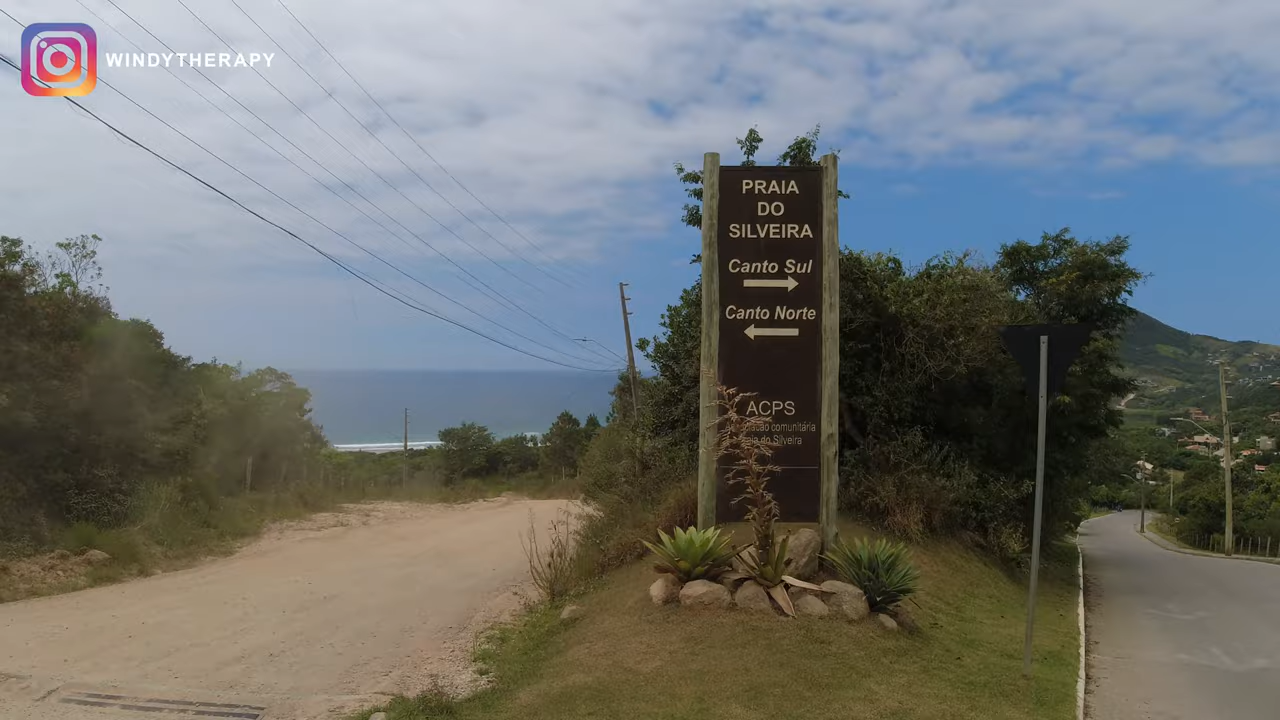 WINDYTHERAPY
PRAIA
DO
SILVEIRA
Canto Sul
Canto Norte
ACPS
comunitária
do Silveira